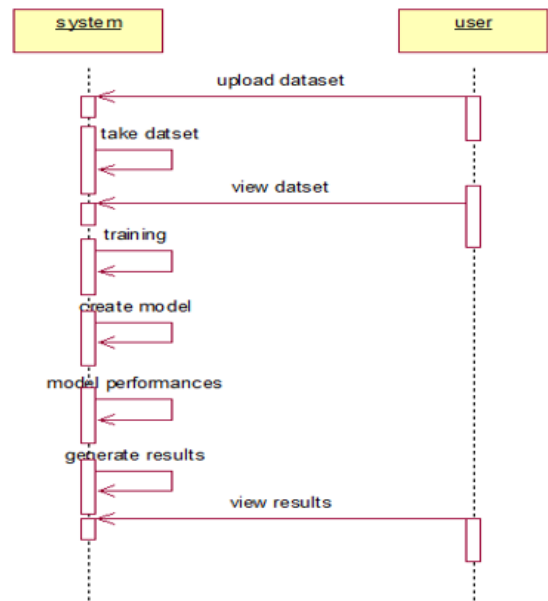 system
user
upload dataset
take datset
view datset
training
create model
model performances
generate results
view results